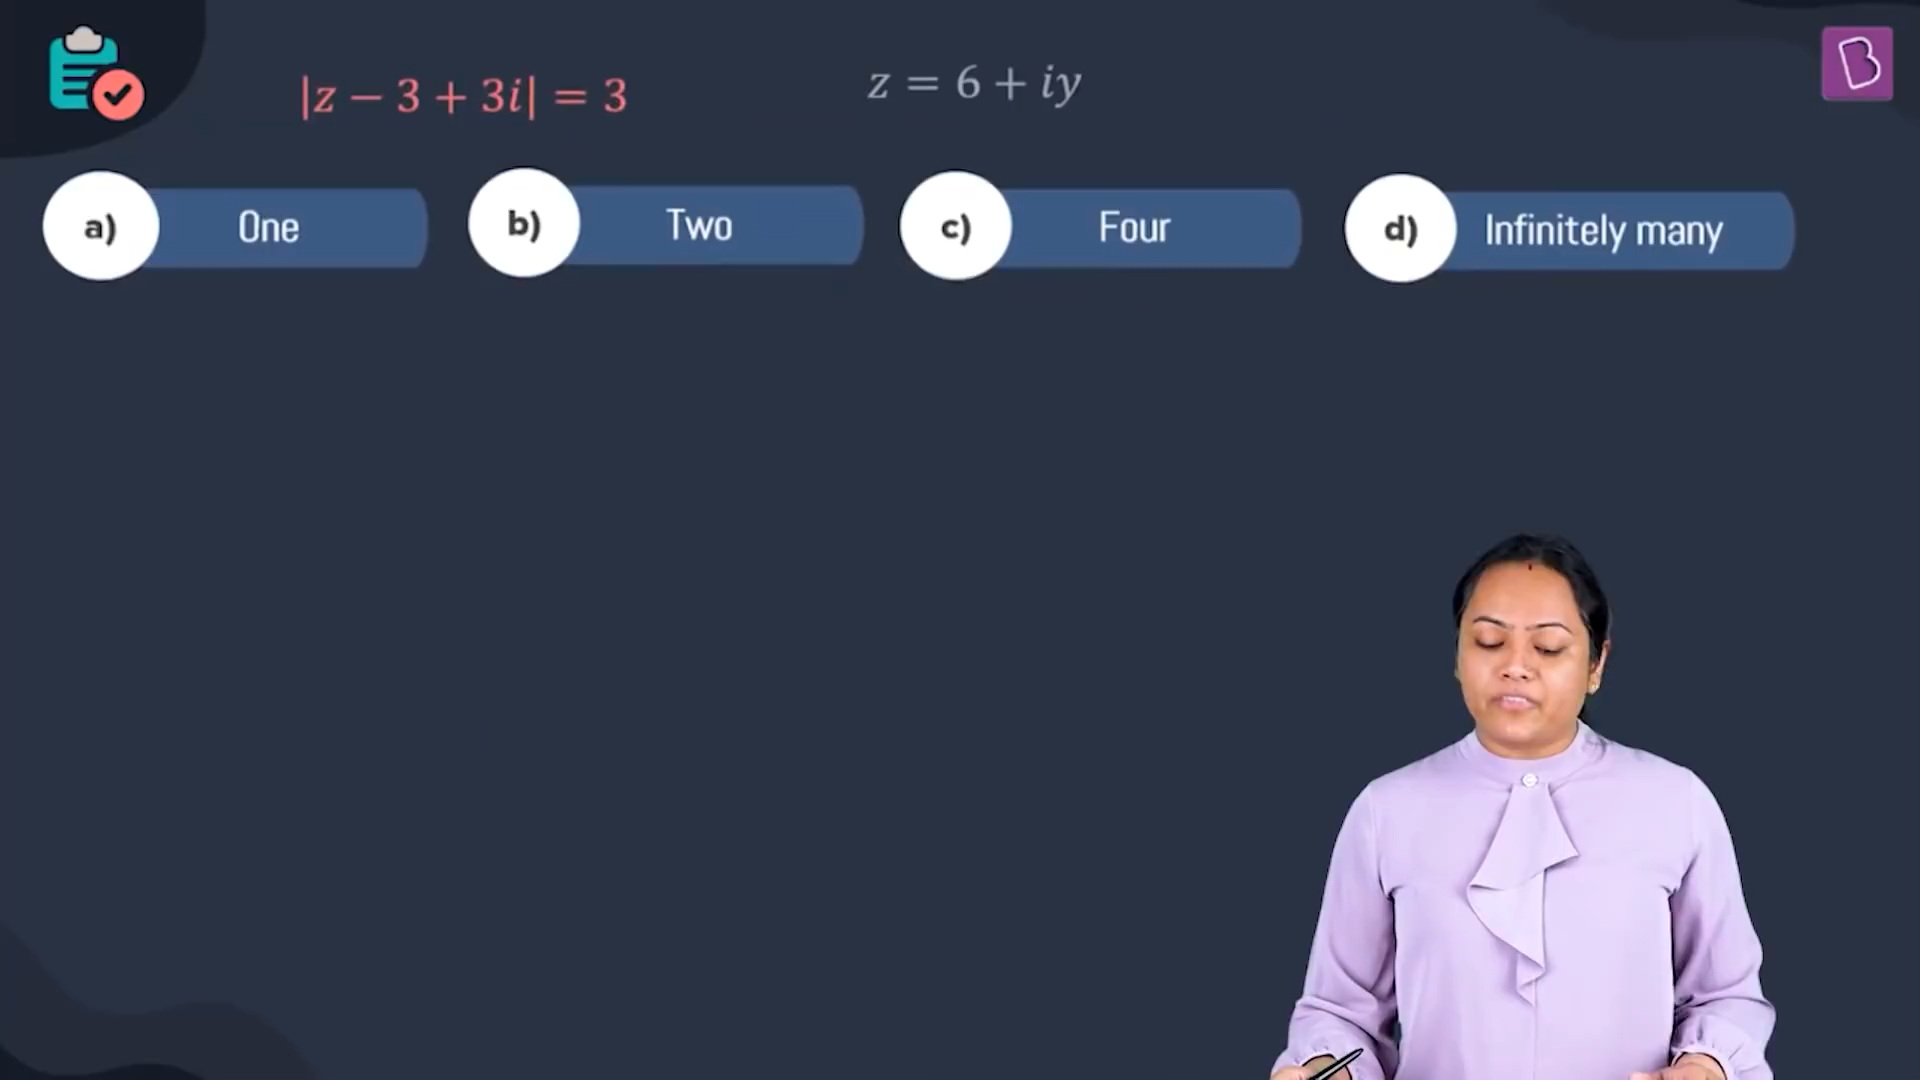 |z − 3 + 3i| = 3
z = 6 + iy
B
a) One
b) Two
c) Four
d) Infinitely many